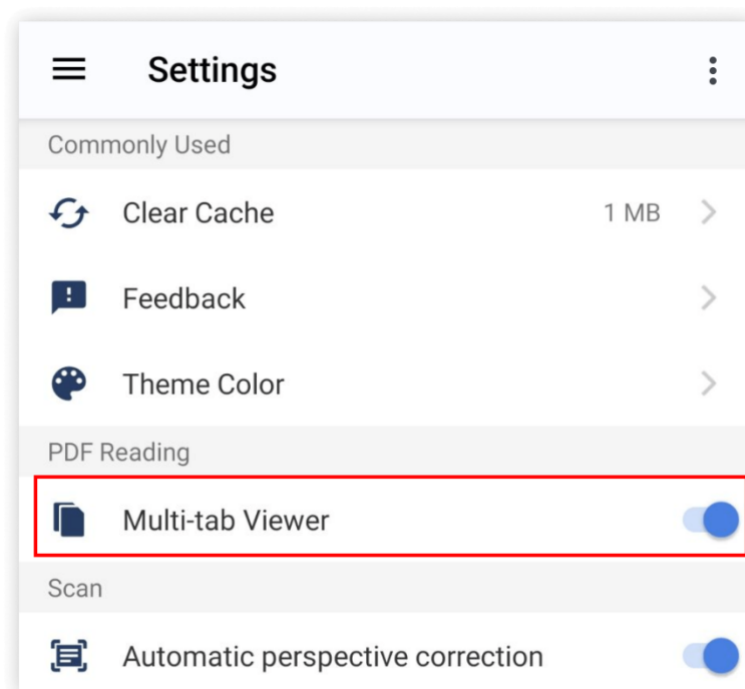 Settings
Commonly Used
Clear Cache 1 MB
Feedback
Theme Color
PDF Reading
Multi-tab Viewer
Scan
Automatic perspective correction